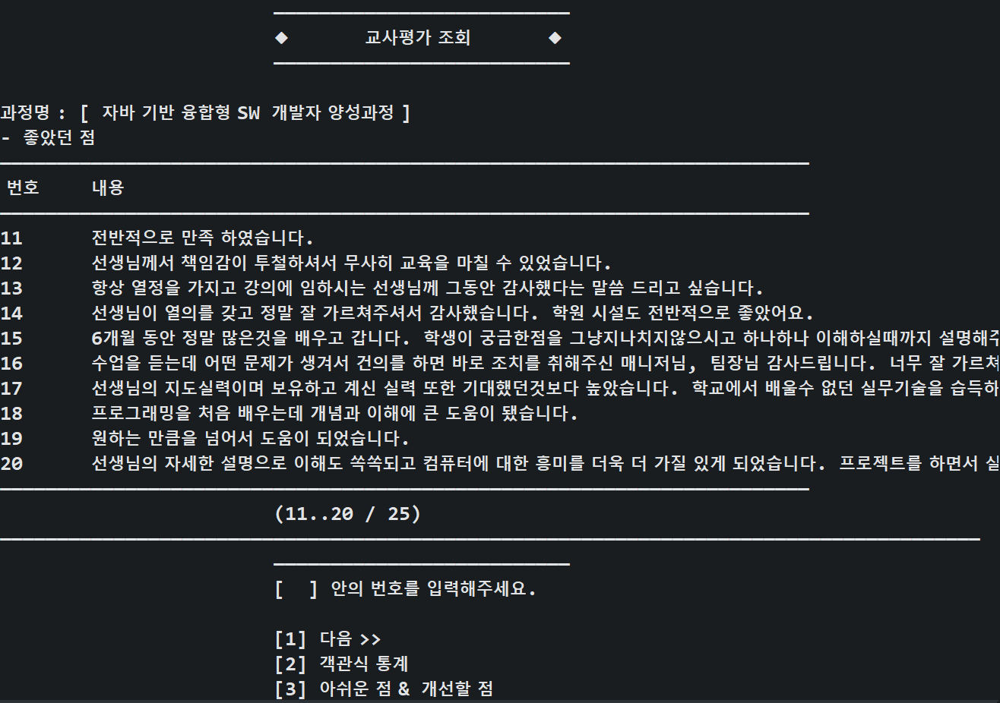 ◆ 교사평가 조회 ◆
과정명 : [ 자바 기반 융합형 SW 개발자 양성과정 ]
- 좋았던 점
번호 내용
11 전반적으로 만족 하였습니다.
12 선생님께서 책임감이 투철하셔서 무사히 교육을 마칠 수 있었습니다.
13 항상 열정을 가지고 강의에 임하시는 선생님께 그동안 감사했다는 말씀 드리고 싶습니다.
14 선생님이 열의를 갖고 정말 잘 가르쳐주셔서 감사했습니다. 학원 시설도 전반적으로 좋았어요.
15 6개월 동안 정말 많은것을 배우고 갑니다. 학생이 궁금한점을 그냥지나치지않으시고 하나하나 이해하실때까지 설명해주
16 수업을 듣는데 어떤 문제가 생겨서 건의를 하면 바로 조치를 취해주신 매니저님, 팀장님 감사드립니다. 너무 잘 가르쳐
17 선생님의 지도실력이며 보유하고 계신 실력 또한 기대했던것보다 높았습니다. 학교에서 배울수 없던 실무기술을 습득하
18 프로그래밍을 처음 배우는데 개념과 이해에 큰 도움이 됐습니다.
19 원하는 만큼을 넘어서 도움이 되었습니다.
20 선생님의 자세한 설명으로 이해도 쏙쏙되고 컴퓨터에 대한 흥미를 더욱 더 가질 있게 되었습니다. 프로젝트를 하면서 실
(11..20 / 25)
[ ] 안의 번호를 입력해주세요.
[1] 다음 >>
[2] 객관식 통계
[3] 아쉬운 점 & 개선할 점